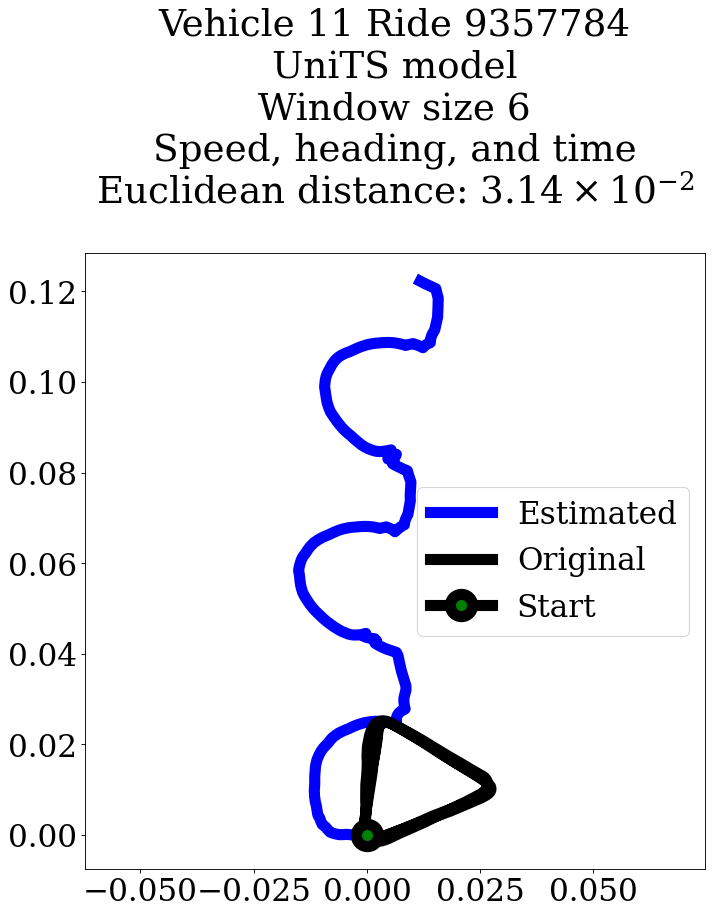 Vehicle 11 Ride 9357784
UniTS model
Window size 6
Speed, heading, and time
Euclidean distance: 3.14 × 10⁻²
0.12
0.10
0.08
0.06
0.04
0.02
0.00
Estimated
Original
Start
−0.050 −0.025 0.000 0.025 0.050